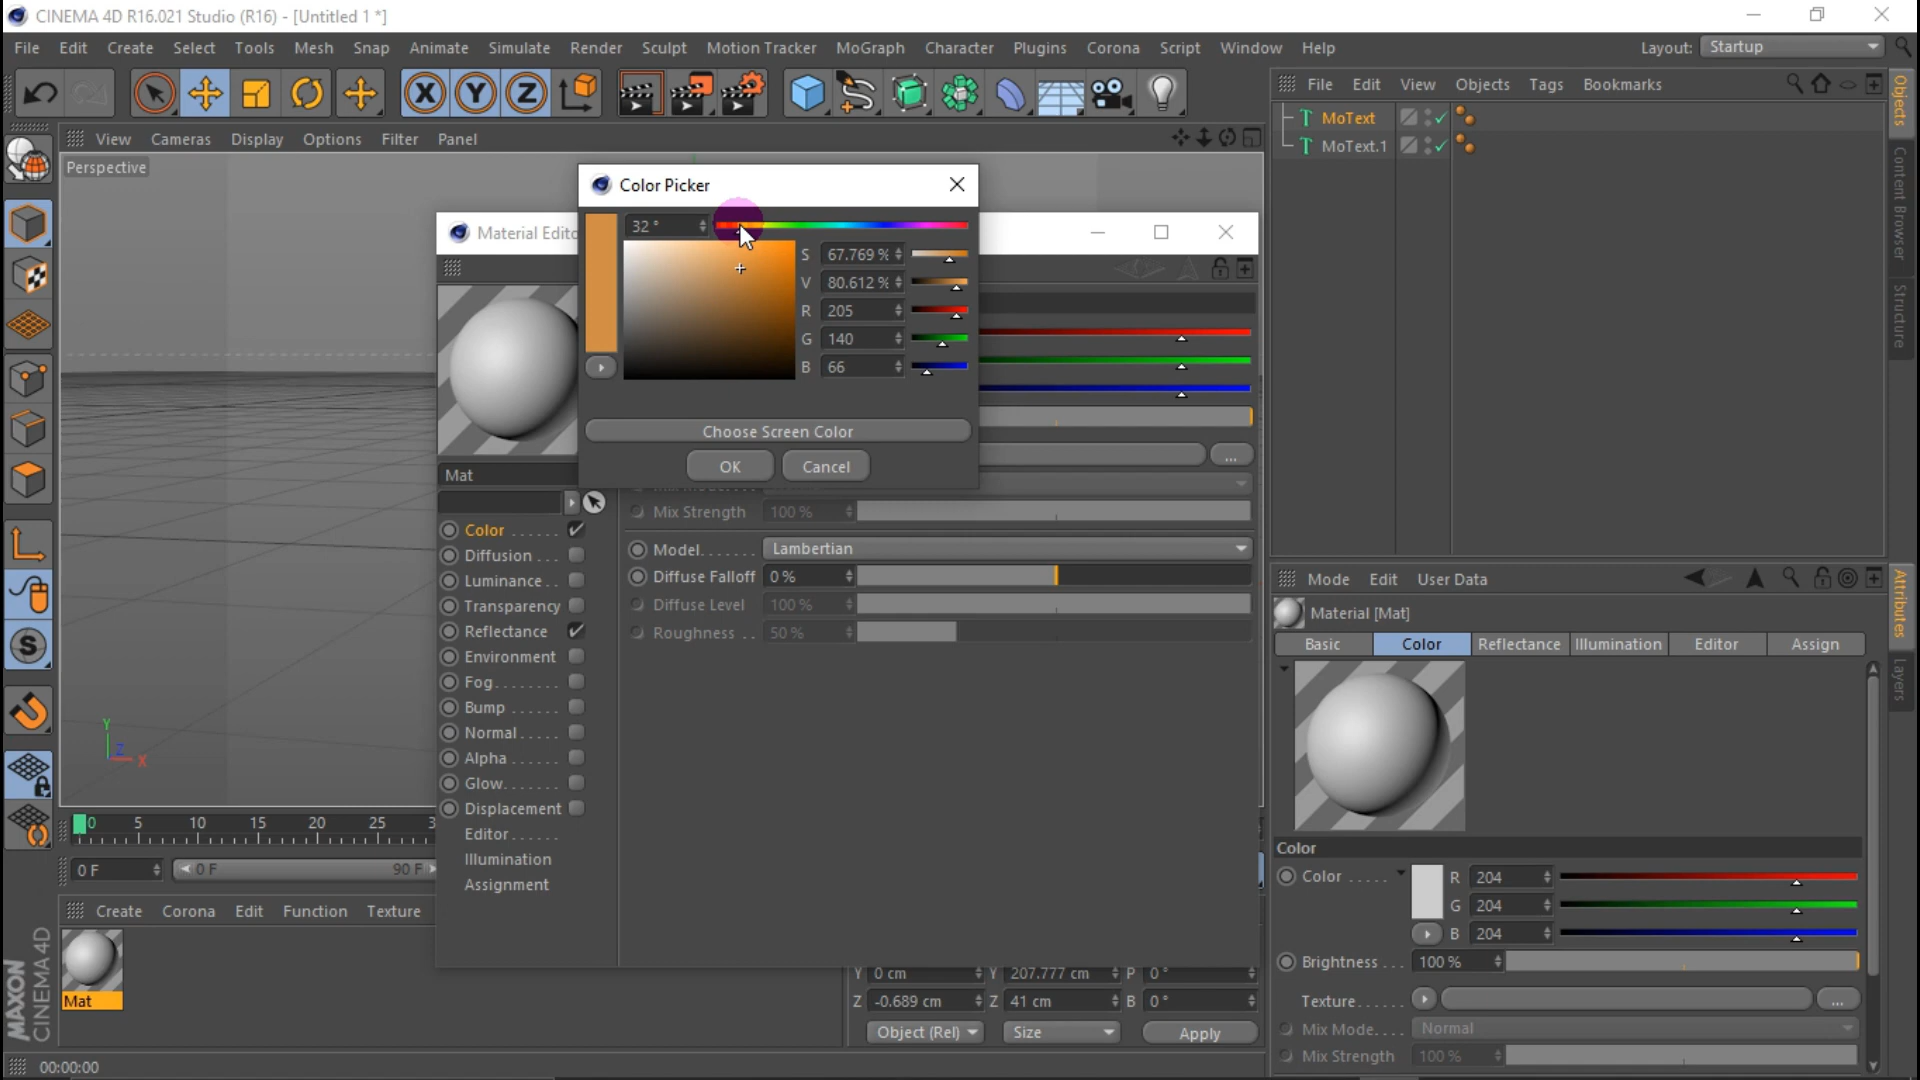 CINEMA 4D R16.021 Studio (R16) - [Untitled 1 *]
File Edit Create Select Tools Mesh Snap Animate Simulate Render Sculpt Motion Tracker MoGraph Character Plugins Corona Script Window Help Layout: Startup
X Y Z
File Edit View Objects Tags Bookmarks
View Cameras Display Options Filter Panel
MoText
MoText.1
Perspective
Objects
Content Browser
Structure
Color Picker
Material Edito
32 °
S 67.769 %
V 80.612 %
R 205
G 140
B 66
Choose Screen Color
OK Cancel
...
Mat
Mix Strength 100 %
Color ......
Model....... Lambertian
Diffusion ...
Diffuse Falloff 0 %
Luminance ..
Diffuse Level 100 %
Transparency
Reflectance
Roughness .. 50 %
Environment
Fog.......
Bump ......
Normal.....
Alpha ......
Glow.......
Displacement
Editor......
Illumination
Assignment
Mode Edit User Data
Material [Mat]
Basic Color Reflectance Illumination Editor Assign
Attributes
Layers
Color
Color ..... R 204
G 204
B 204
Brightness ... 100 %
Texture...... ...
Mix Mode.... Normal
Mix Strength 100 %
Y
Z
X
0 5 10 15 20 25 3
0 F 0 F 90 F
Create Corona Edit Function Texture
Mat
Y 0 cm Y 207.777 cm P 0 °
Z -0.689 cm Z 41 cm B 0 °
Object (Rel) Size Apply
MAXON
CINEMA 4D
00:00:00